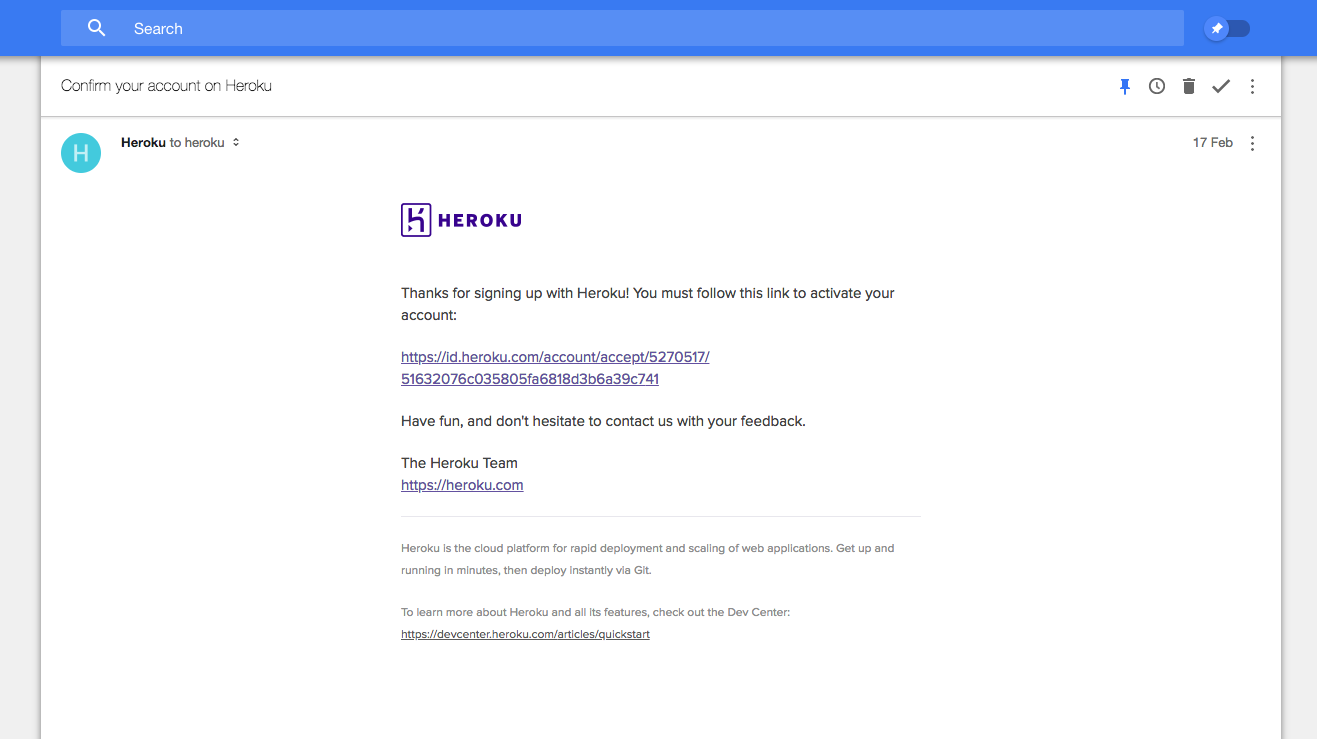 Search
Confirm your account on Heroku
H
Heroku to heroku
17 Feb
HEROKU
Thanks for signing up with Heroku! You must follow this link to activate your
account:
https://id.heroku.com/account/accept/5270517/
51632076c035805fa6818d3b6a39c741
Have fun, and don't hesitate to contact us with your feedback.
The Heroku Team
https://heroku.com
Heroku is the cloud platform for rapid deployment and scaling of web applications. Get up and
running in minutes, then deploy instantly via Git.
To learn more about Heroku and all its features, check out the Dev Center:
https://devcenter.heroku.com/articles/quickstart